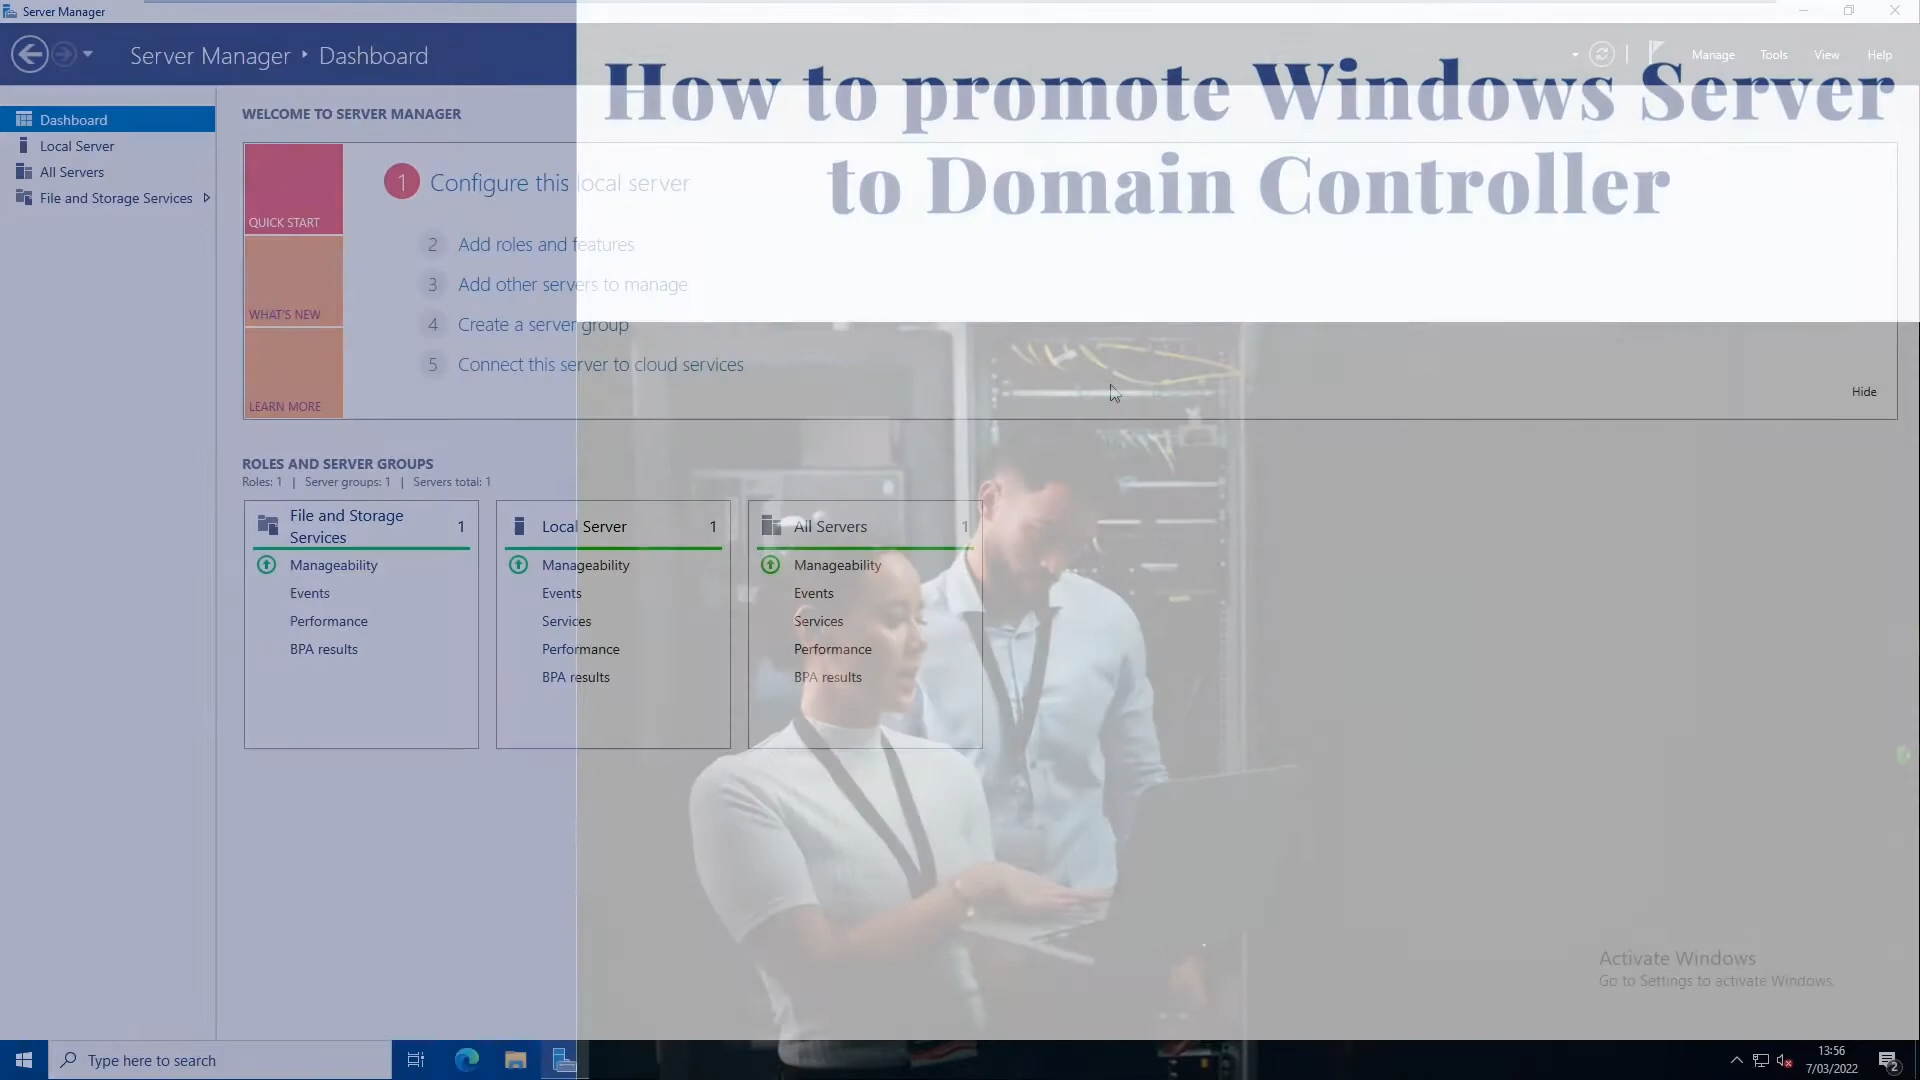 Server Manager
Server Manager ‣ Dashboard
Manage
Tools
View
Help
How to promote Windows Server
to Domain Controller
Dashboard
Local Server
All Servers
File and Storage Services
WELCOME TO SERVER MANAGER
QUICK START
WHAT'S NEW
LEARN MORE
1 Configure this local server
2 Add roles and features
3 Add other servers to manage
4 Create a server group
5 Connect this server to cloud services
Hide
ROLES AND SERVER GROUPS
Roles: 1 | Server groups: 1 | Servers total: 1
File and Storage
Services
1
Manageability
Events
Performance
BPA results
Local Server 1
Manageability
Events
Services
Performance
BPA results
All Servers 1
Manageability
Events
Services
Performance
BPA results
Activate Windows
Go to Settings to activate Windows.
Type here to search
13:56
7/03/2022
2